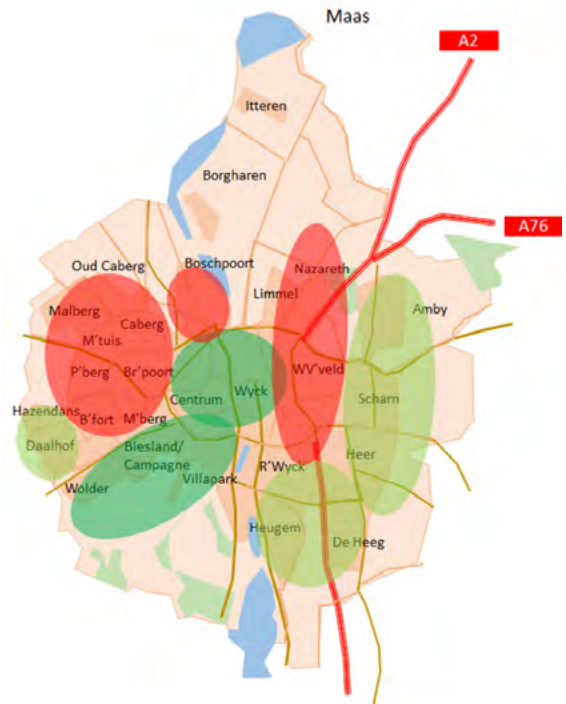 Maas
A2
Itteren
Borgharen
A76
Oud Caberg
Boschpoort
Nazareth
Limmel
Malberg
Amby
Caberg
M'tuis
P'berg
Br'poort
WV'veld
Wyck
Centrum
Scharn
Hazendans
B'fort
M'berg
Daalhof
Biesland/
Campagne
Heer
R'Wyck
Villapark
Wolder
Heugem
De Heeg